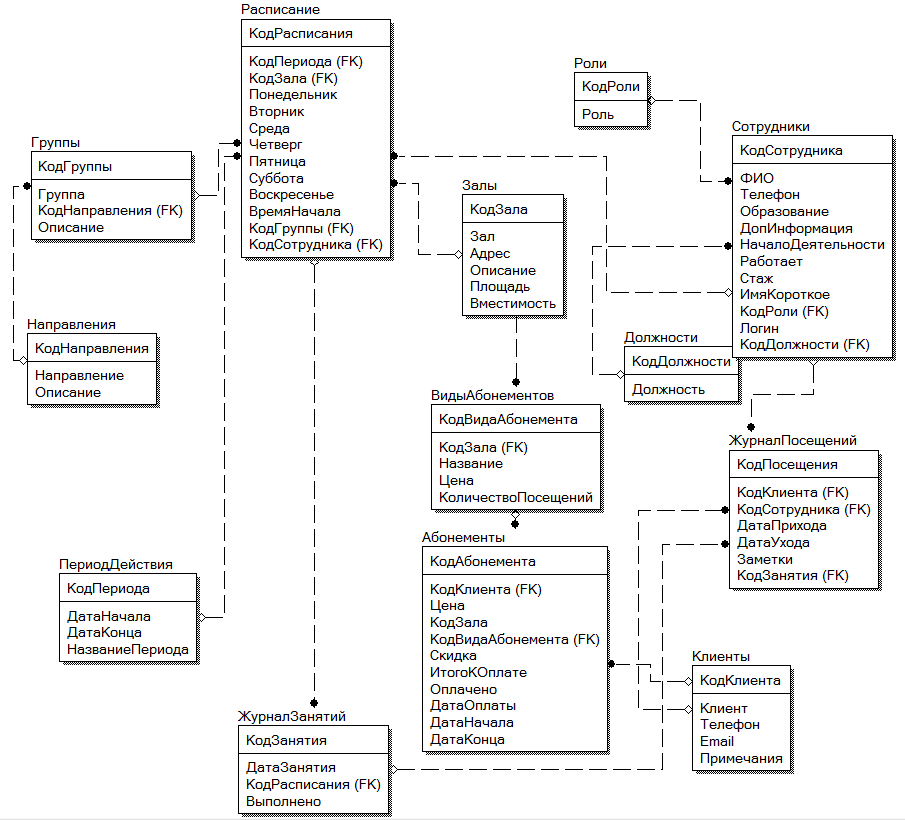 Расписание
КодРасписания
КодПериода (FK)
КодЗала (FK)
Понедельник
Вторник
Среда
Четверг
Пятница
Суббота
Воскресенье
ВремяНачала
КодГруппы (FK)
КодСотрудника (FK)
Роли
КодРоли
Роль
Сотрудники
КодСотрудника
ФИО
Телефон
Образование
ДопИнформация
НачалоДеятельности
Работает
Стаж
ИмяКороткое
КодРоли (FK)
Логин
КодДолжности (FK)
Группы
КодГруппы
Группа
КодНаправления (FK)
Описание
Залы
КодЗала
Зал
Адрес
Описание
Площадь
Вместимость
Направления
КодНаправления
Направление
Описание
Должности
КодДолжности
Должность
ВидыАбонементов
КодВидаАбонемента
КодЗала (FK)
Название
Цена
КоличествоПосещений
ЖурналПосещений
КодПосещения
КодКлиента (FK)
КодСотрудника (FK)
ДатаПрихода
ДатаУхода
Заметки
КодЗанятия (FK)
Абонементы
КодАбонемента
КодКлиента (FK)
Цена
КодЗала
КодВидаАбонемента (FK)
Скидка
ИтогоКОплате
Оплачено
ДатаОплаты
ДатаНачала
ДатаКонца
ПериодДействия
КодПериода
ДатаНачала
ДатаКонца
НазваниеПериода
Клиенты
КодКлиента
Клиент
Телефон
Email
Примечания
ЖурналЗанятий
КодЗанятия
ДатаЗанятия
КодРасписания (FK)
Выполнено